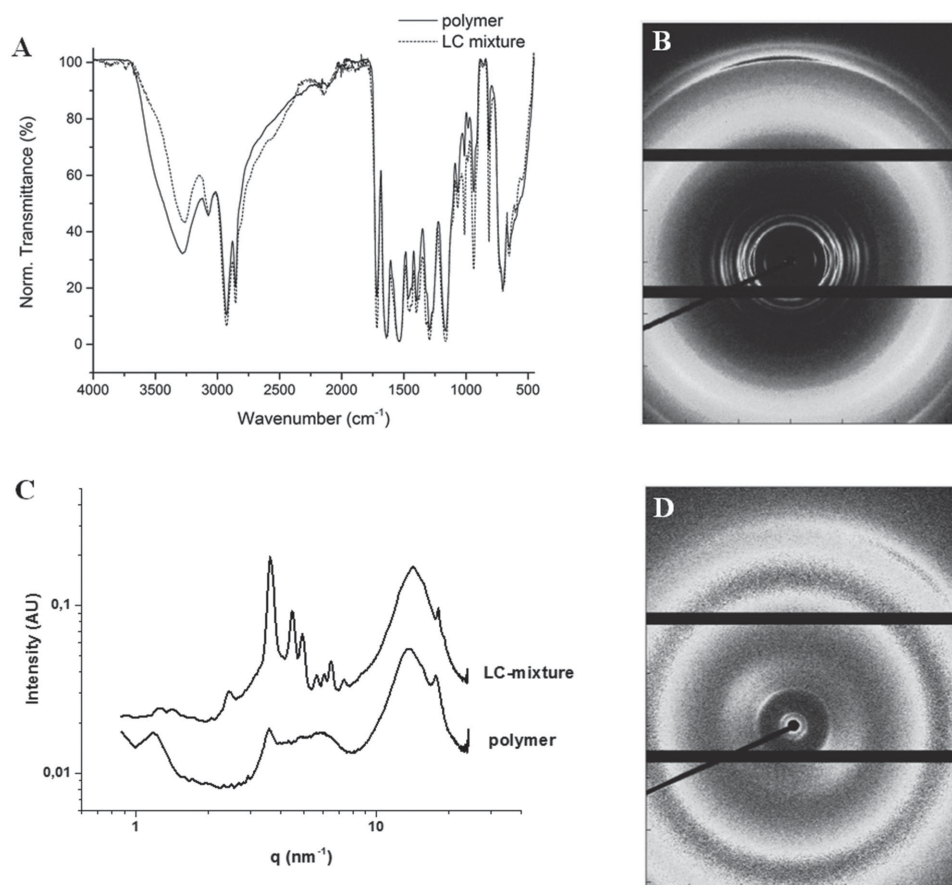 A
polymer
LC mixture
100
80
60
40
20
0
Norm. Transmittance (%)
4000 3500 3000 2500 2000 1500 1000 500
Wavenumber (cm⁻¹)
B
C
0,1
0,01
Intensity (AU)
LC-mixture
polymer
1 10
q (nm⁻¹)
D